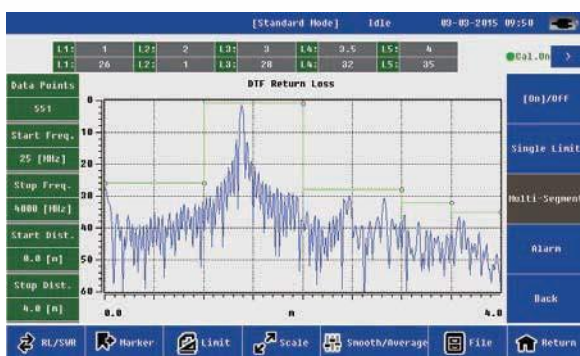 [Standard Mode] Idle 03-03-2015 09:50
L1: 1 L2: 2 L3: 3 L4: 3.5 L5: 4
L1: 26 L2: 1 L3: 28 L4: 32 L5: 35
Cal.On >
Data Points
551
Start Freq.
25 [MHz]
Stop Freq.
4000 [MHz]
Start Dist.
0.0 [m]
Stop Dist.
4.0 [m]
DTF Return Loss
0
10
20
30
40
50
60
0.0 m 4.0
[On]/Off
Single Limit
Multi-Segment
Alarm
Back
RL/SWR Marker Limit Scale Smooth/Average File Return